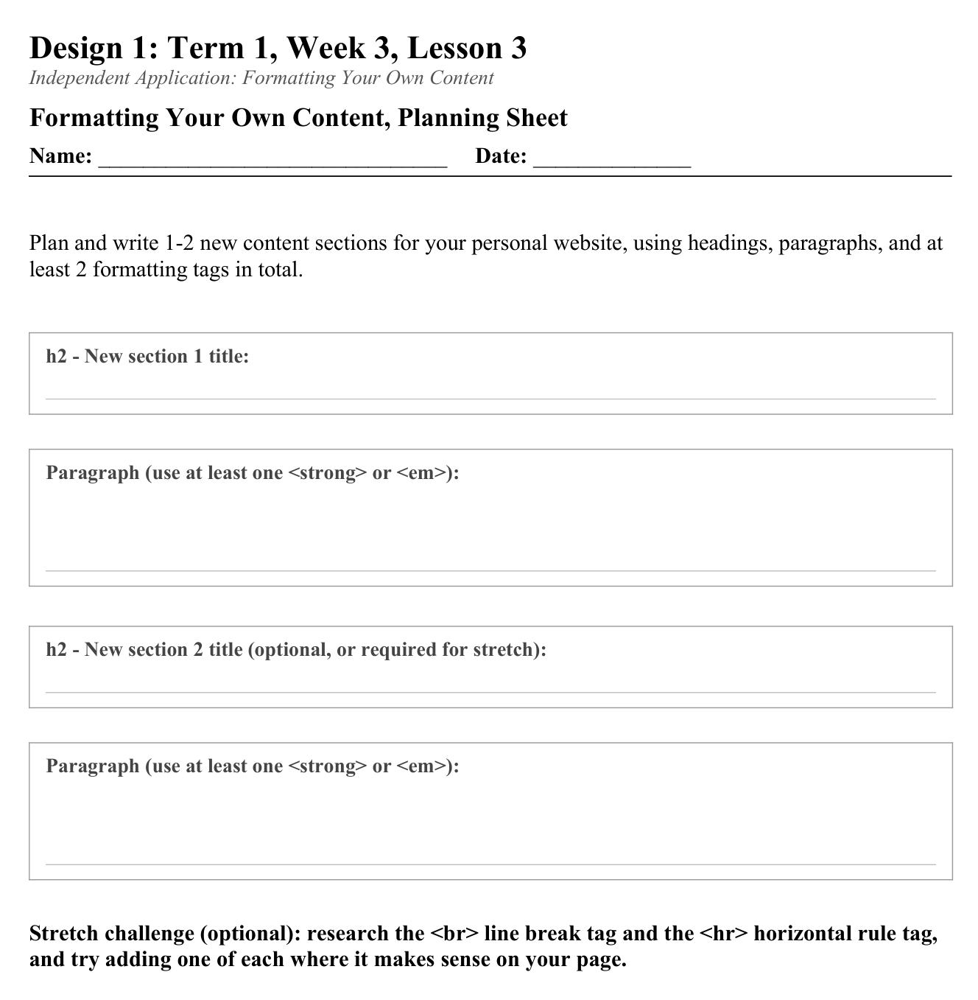 Design 1: Term 1, Week 3, Lesson 3
Independent Application: Formatting Your Own Content
Formatting Your Own Content, Planning Sheet
Name: _______________________________ Date: ______________
Plan and write 1-2 new content sections for your personal website, using headings, paragraphs, and at
least 2 formatting tags in total.
h2 - New section 1 title:
Paragraph (use at least one <strong> or <em>):
h2 - New section 2 title (optional, or required for stretch):
Paragraph (use at least one <strong> or <em>):
Stretch challenge (optional): research the <br> line break tag and the <hr> horizontal rule tag,
and try adding one of each where it makes sense on your page.